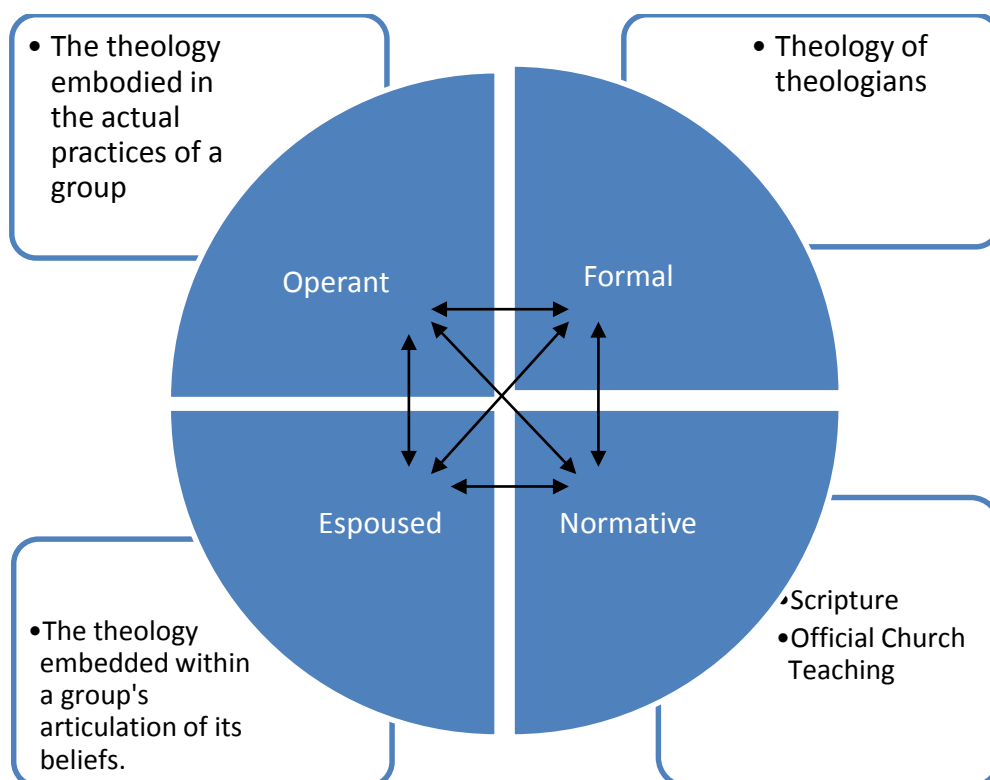 • The theology
embodied in
the actual
practices of a
group
• Theology of
theologians
Operant
Formal
Espoused
Normative
•The theology
embedded within
a group's
articulation of its
beliefs.
•Scripture
•Official Church
Teaching